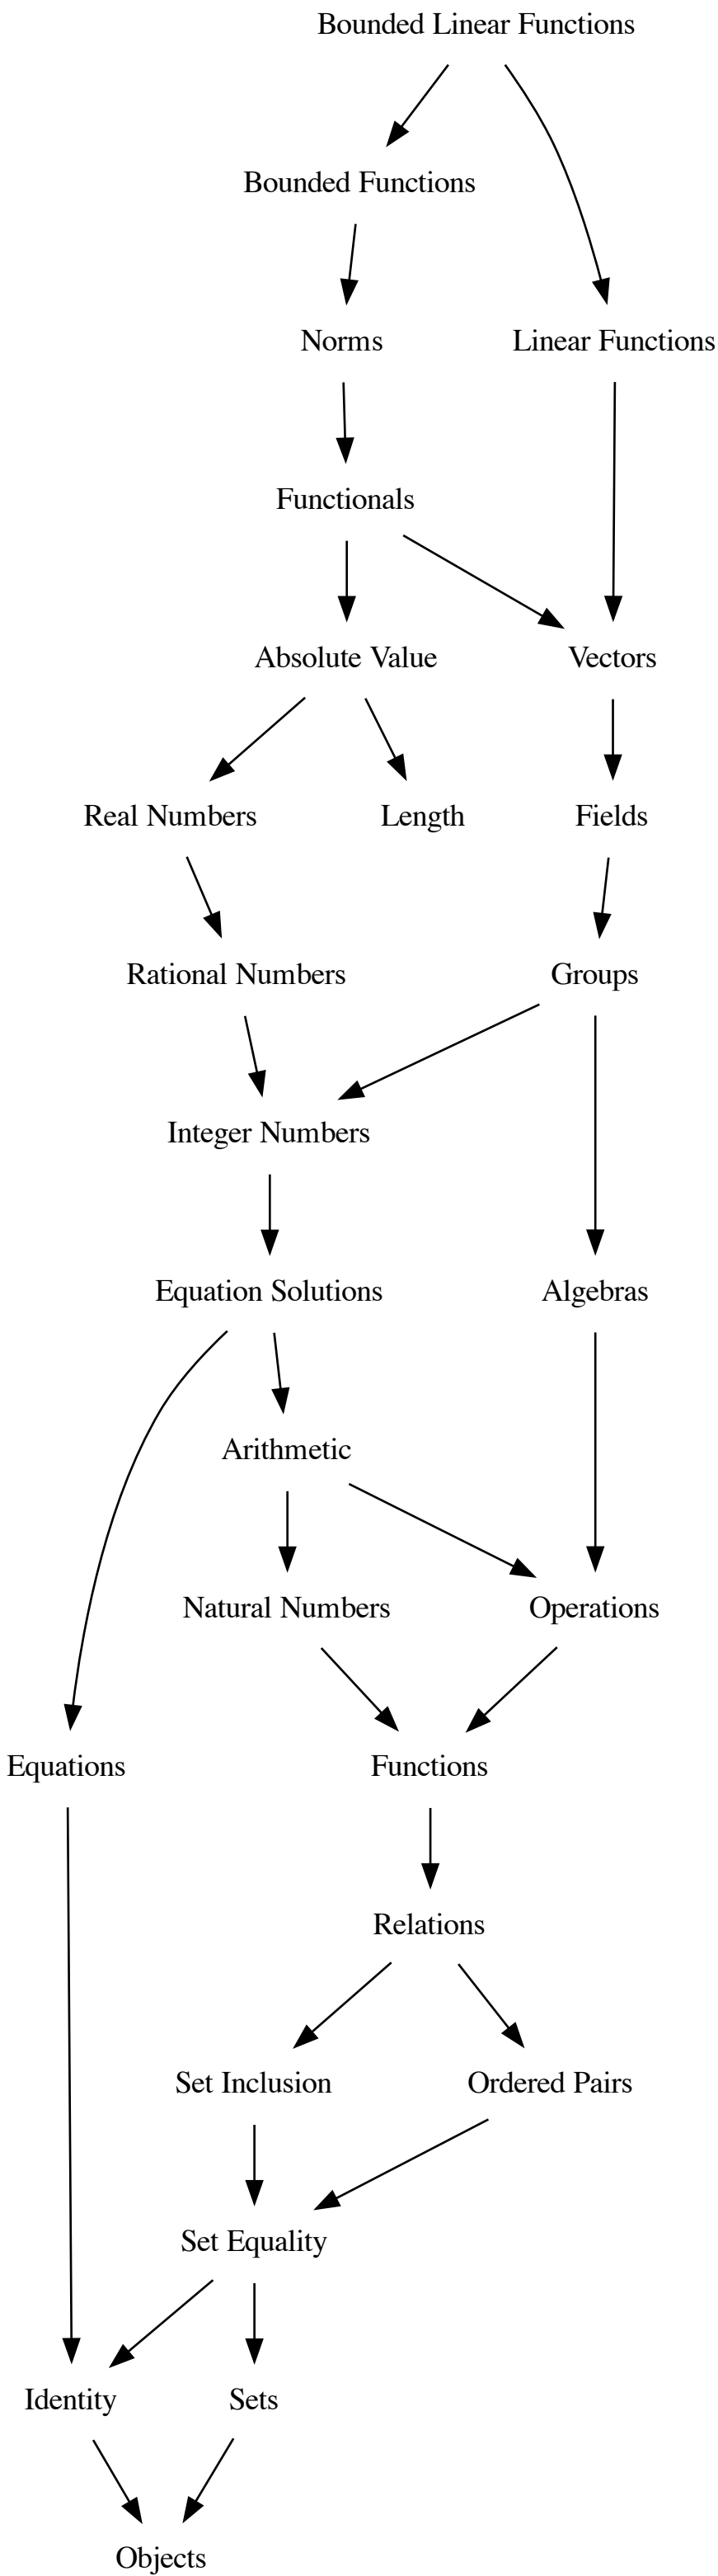 Bounded Linear Functions
Bounded Functions
Norms
Linear Functions
Functionals
Absolute Value
Vectors
Real Numbers
Length
Fields
Rational Numbers
Groups
Integer Numbers
Equation Solutions
Algebras
Arithmetic
Natural Numbers
Operations
Equations
Functions
Relations
Set Inclusion
Ordered Pairs
Set Equality
Identity
Sets
Objects